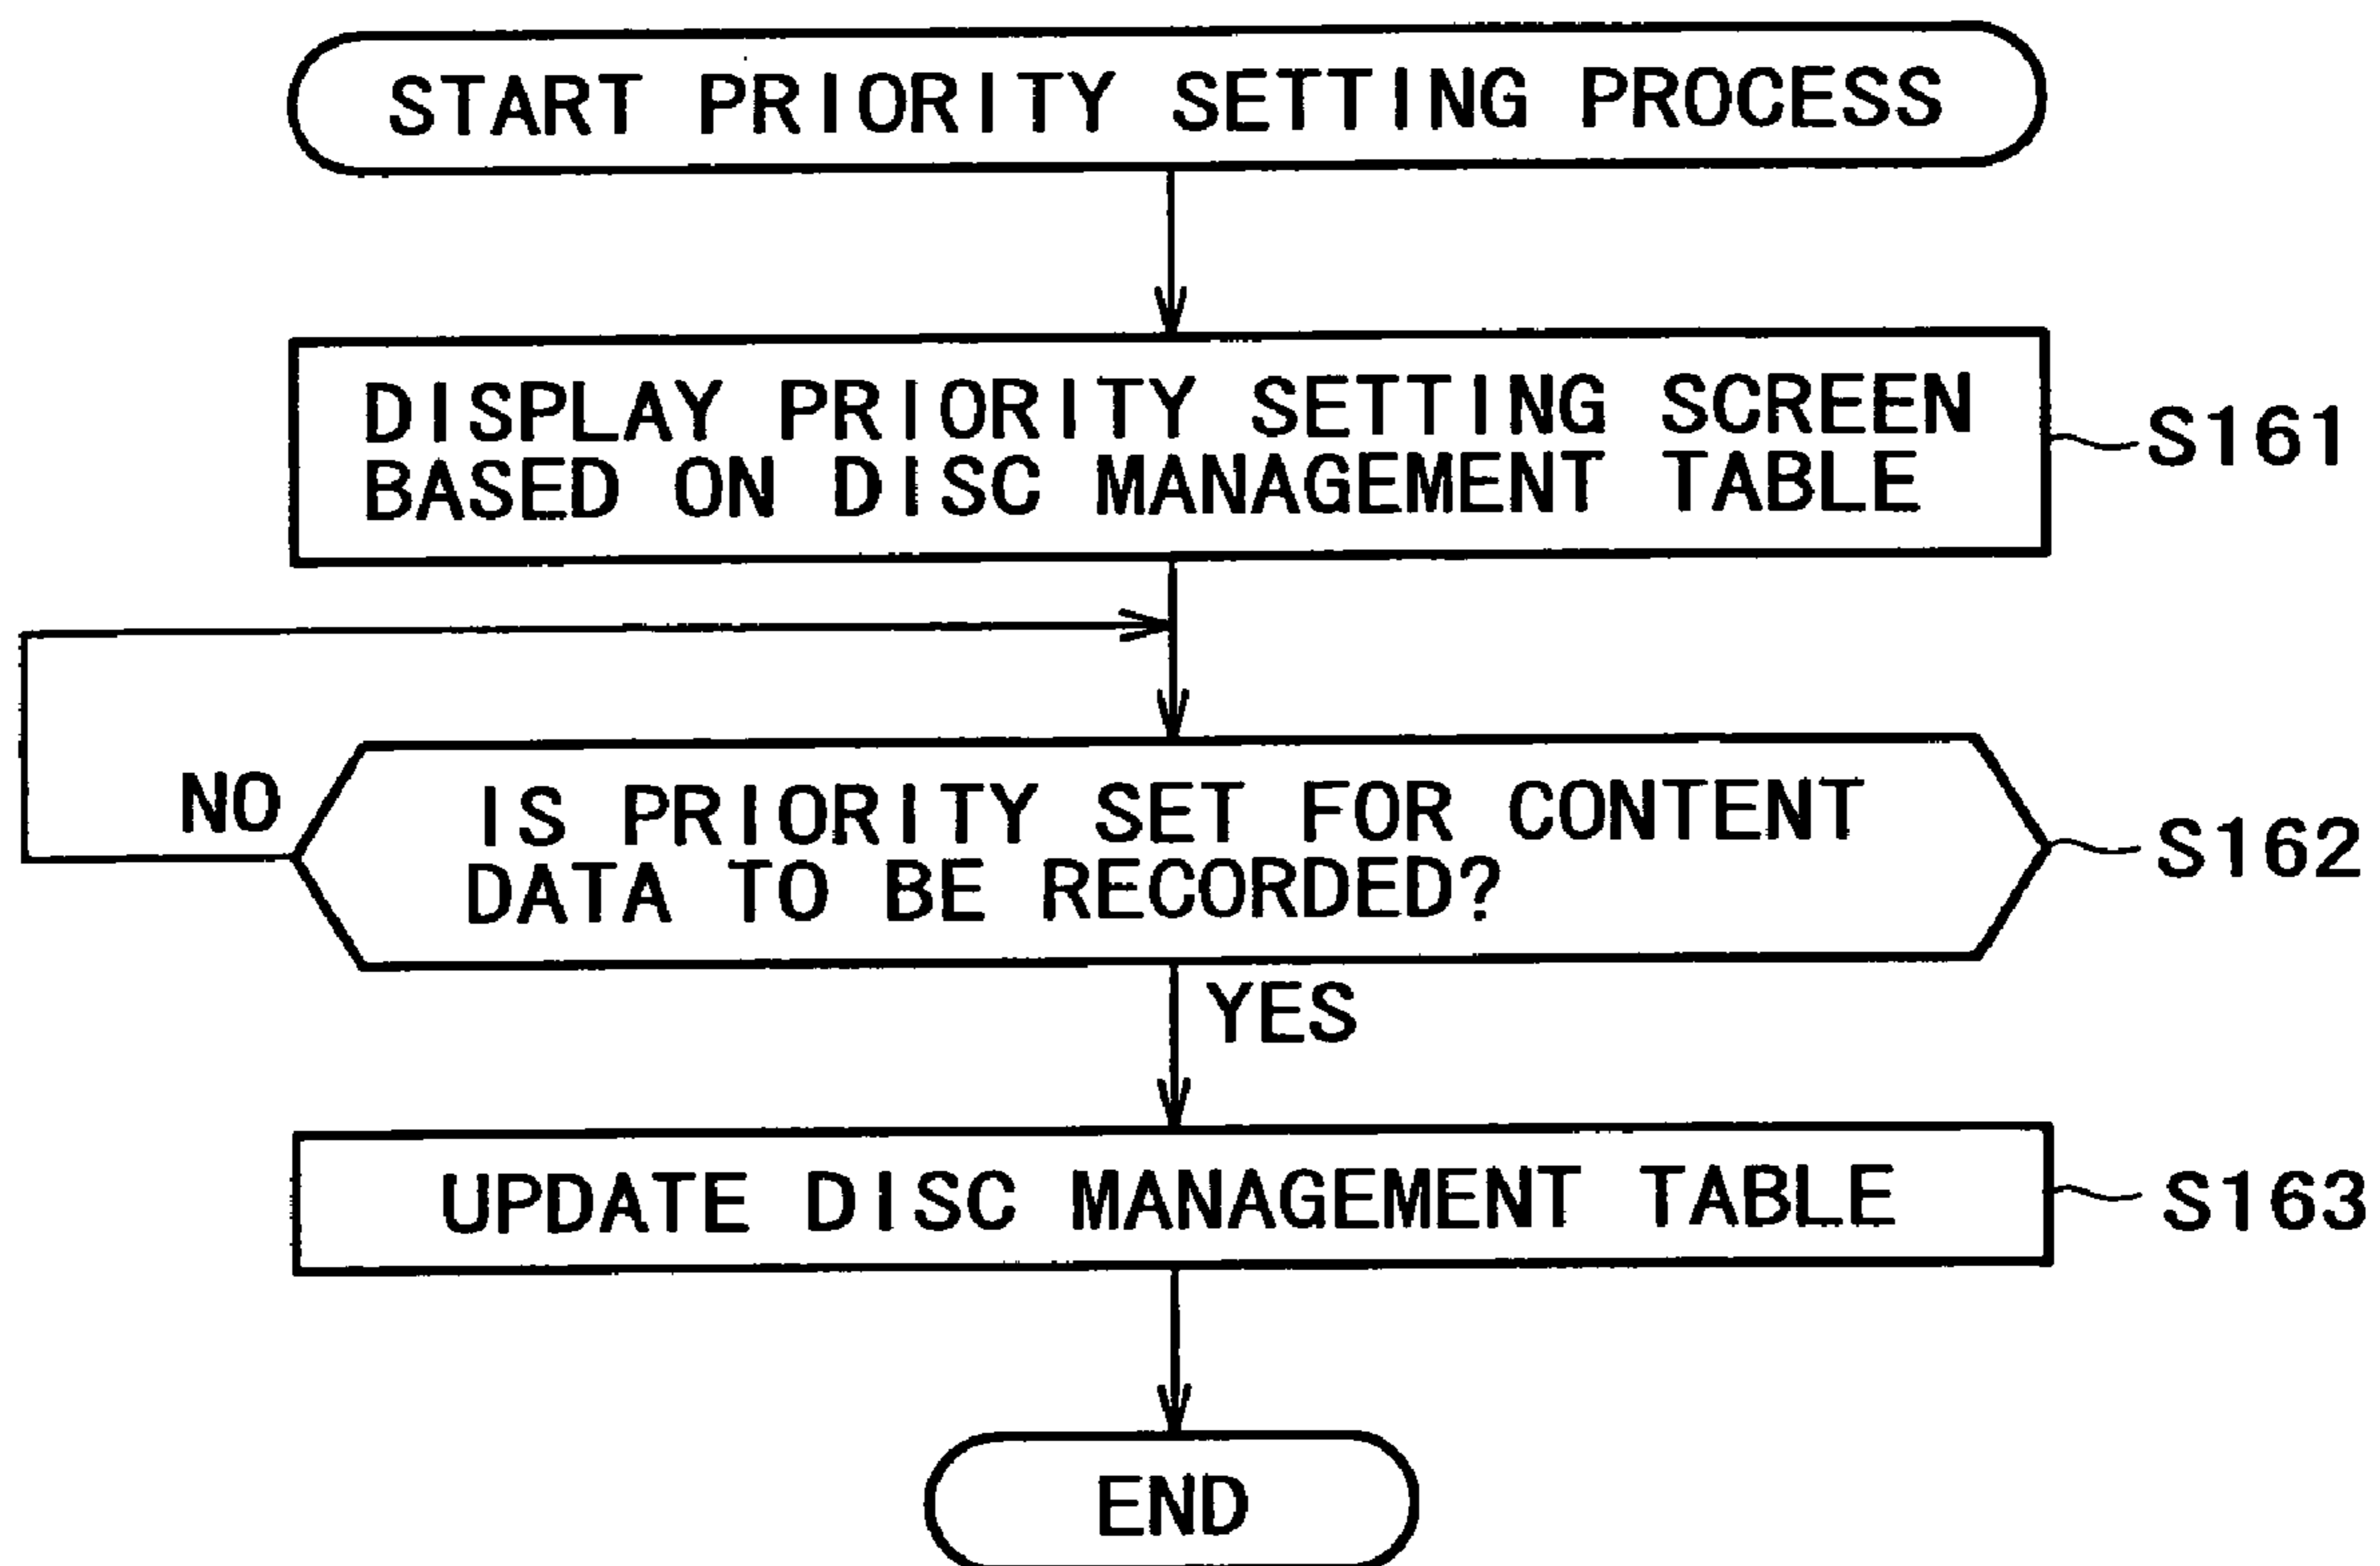 START PRIORITY SETTING PROCESS
DISPLAY PRIORITY SETTING SCREEN
BASED ON DISC MANAGEMENT TABLE
S161
NO
IS PRIORITY SET FOR CONTENT
DATA TO BE RECORDED?
S162
YES
UPDATE DISC MANAGEMENT TABLE
S163
END